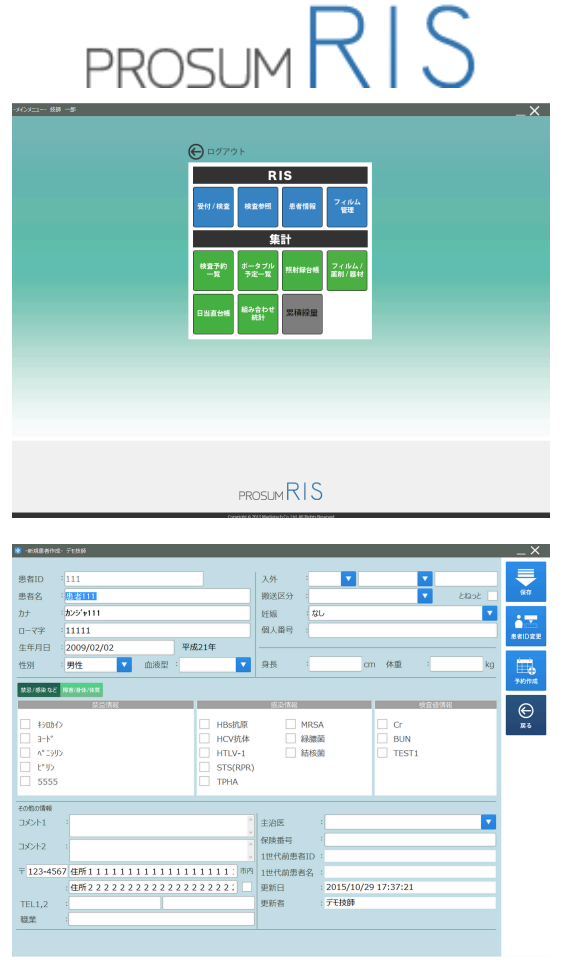 PROSUM RIS
-メインメニュー- 技師 一郎
ログアウト
RIS
受付/検査 検査参照 患者情報 フィルム管理
集計
検査予約一覧 ポータブル予定一覧 照射録台帳 フィルム/薬剤/器材
日当直台帳 組み合わせ統計 累積線量
PROSUM RIS
-新規患者作成- デモ技師
患者ID : 111 入外 :
保存
患者名 : 患者111 搬送区分 : とねっと
カナ : ｶﾝｼﾞｬ111 妊娠 : なし
患者ID変更
ローマ字 : 11111 個人番号 :
生年月日 : 2009/02/02 平成21年
性別 : 男性 血液型 : 身長 : cm 体重 : kg
予約作成
禁忌/感染 など 障害/身体/体質
戻る
禁忌情報 感染情報 検査値情報
ｷｼﾛｶｲﾝ HBs抗原 MRSA Cr
ﾖｰﾄﾞ HCV抗体 緑膿菌 BUN
ﾍﾟﾆｼﾘﾝ HTLV-1 結核菌 TEST1
ﾋﾟﾘﾝ STS(RPR)
5555 TPHA
その他の情報
コメント1 : 主治医 :
保険番号 :
コメント2 : 1世代前患者ID :
〒 123-4567 住所1 1 1 1 1 1 1 1 1 1 1 1 1 1 1 1 1 1 市内 1世代前患者名 :
: 住所2 2 2 2 2 2 2 2 2 2 2 2 2 2 2 2 2 2 更新日 : 2015/10/29 17:37:21
TEL1,2 : 更新者 : デモ技師
職業 :